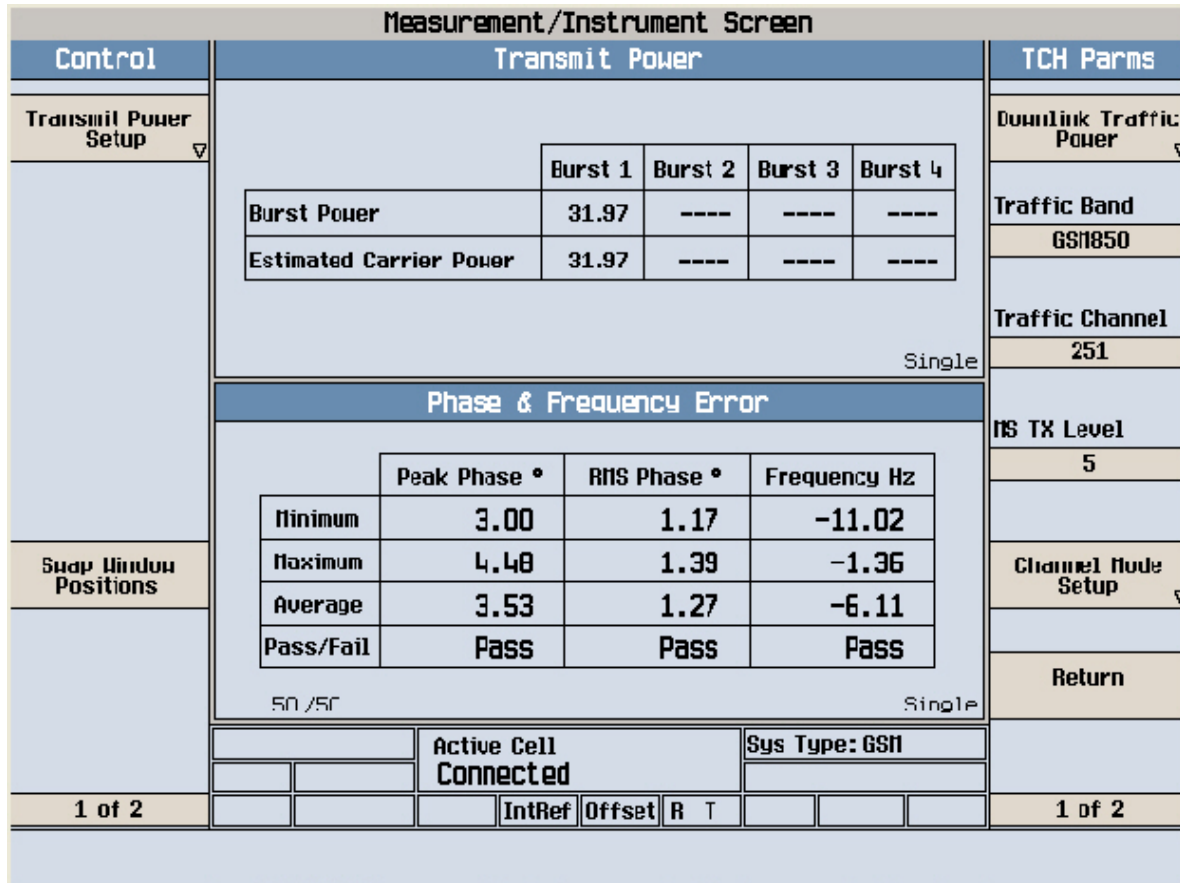 Measurement/Instrument Screen
Control
Transmit Power
TCH Parms
Transmit Power
Setup
Downlink Traffic
Power
Burst 1 Burst 2 Burst 3 Burst 4
Burst Power 31.97 ---- ---- ----
Estimated Carrier Power 31.97 ---- ---- ----
Single
Traffic Band
GSM850
Traffic Channel
251
MS TX Level
5
Phase & Frequency Error
Peak Phase ° RMS Phase ° Frequency Hz
Minimum 3.00 1.17 -11.02
Maximum 4.48 1.39 -1.36
Average 3.53 1.27 -6.11
Pass/Fail Pass Pass Pass
50/50 Single
Swap Window
Positions
Channel Mode
Setup
Return
Active Cell
Connected
Sys Type: GSM
IntRef Offset R T
1 of 2
1 of 2